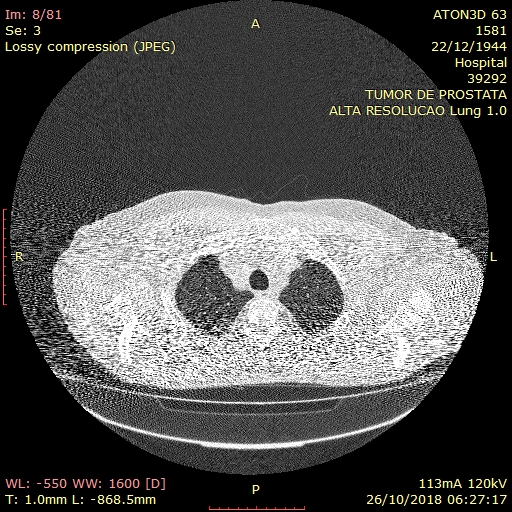 Im: 8/81
Se: 3
Lossy compression (JPEG)
A
ATON3D 63
1581
22/12/1944
Hospital
39292
TUMOR DE PROSTATA
ALTA RESOLUCAO Lung 1.0
R
L
WL: -550 WW: 1600 [D]
T: 1.0mm L: -868.5mm
P
113mA 120kV
26/10/2018 06:27:17